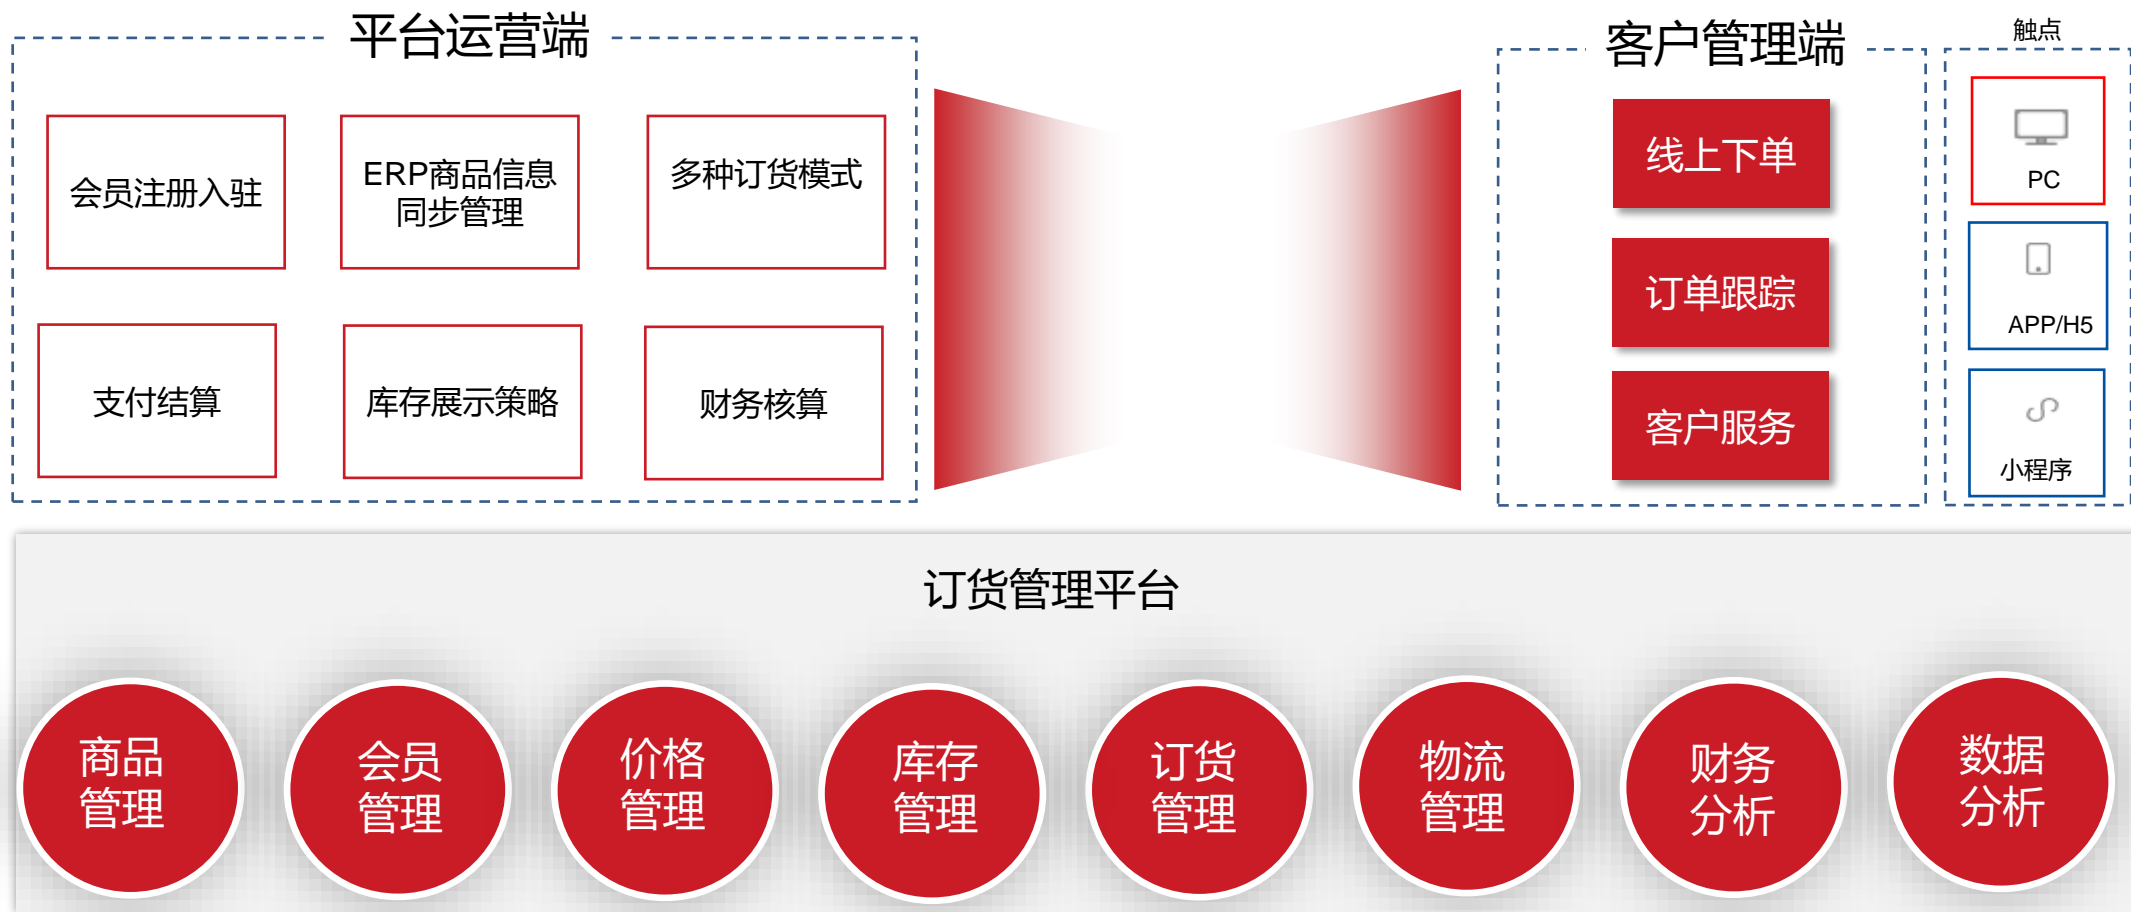 平台运营端
会员注册入驻
ERP商品信息
同步管理
多种订货模式
支付结算
库存展示策略
财务核算
客户管理端
线上下单
订单跟踪
客户服务
触点
PC
APP/H5
小程序
订货管理平台
商品
管理
会员
管理
价格
管理
库存
管理
订货
管理
物流
管理
财务
分析
数据
分析